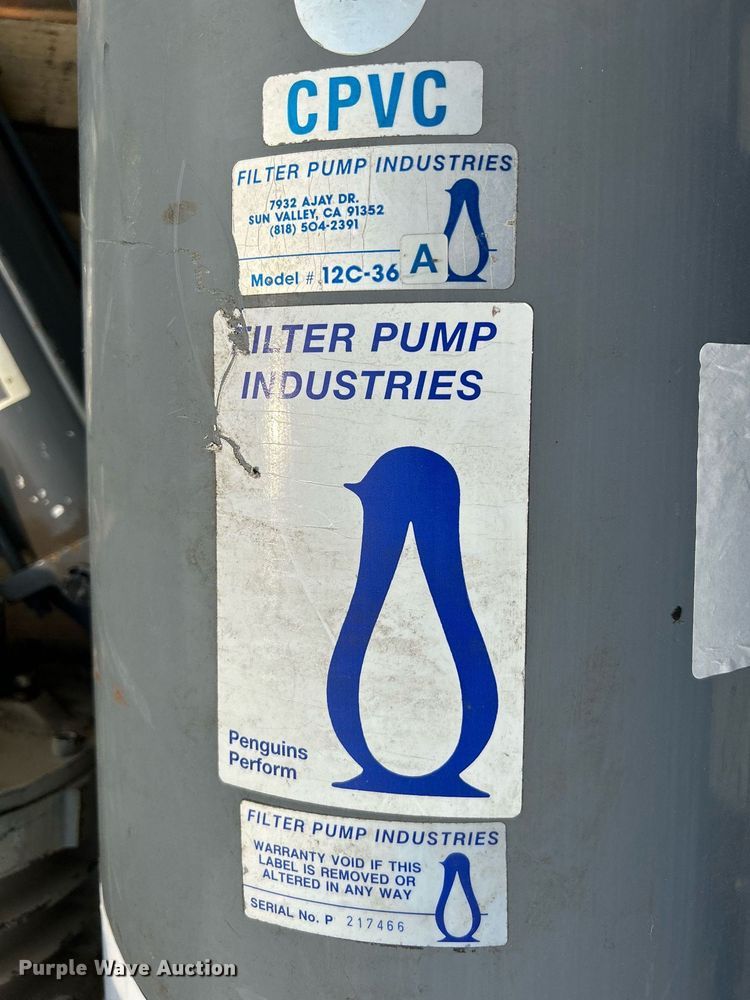 CPVC
FILTER PUMP INDUSTRIES
7932 AJAY DR.
SUN VALLEY, CA 91352
(818) 504-2391
Model # 12C-36 A
FILTER PUMP
INDUSTRIES
Penguins
Perform
FILTER PUMP INDUSTRIES
WARRANTY VOID IF THIS
LABEL IS REMOVED OR
ALTERED IN ANY WAY
SERIAL No. P 217466
Purple Wave Auction